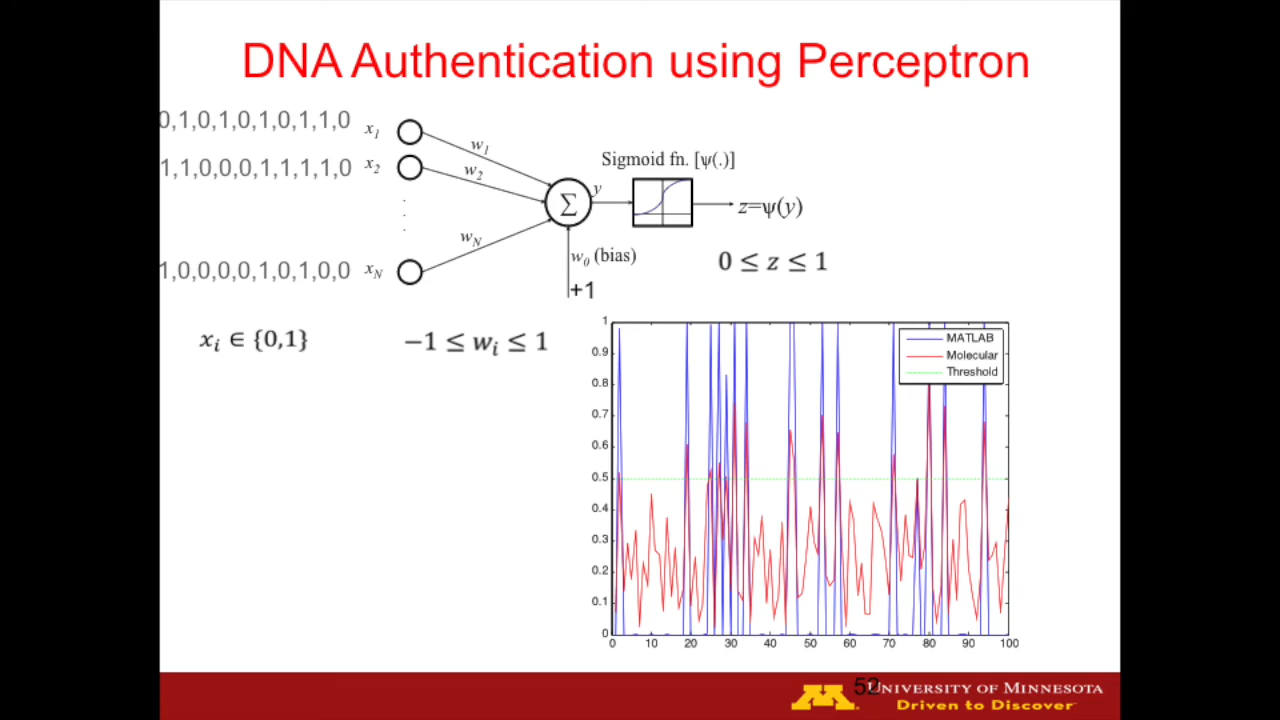 DNA Authentication using Perceptron
0,1,0,1,0,1,0,1,1,0 x1 w1
1,1,0,0,0,1,1,1,1,0 x2 w2
1,0,0,0,0,1,0,1,0,0 xN wN
Σ y
w0 (bias)
+1
Sigmoid fn. [ψ(.)]
z=ψ(y)
0 ≤ z ≤ 1
xi ∈ {0,1}
−1 ≤ wi ≤ 1
MATLAB
Molecular
Threshold
1
0.9
0.8
0.7
0.6
0.5
0.4
0.3
0.2
0.1
0
0 10 20 30 40 50 60 70 80 90 100
52
M UNIVERSITY OF MINNESOTA
Driven to Discover